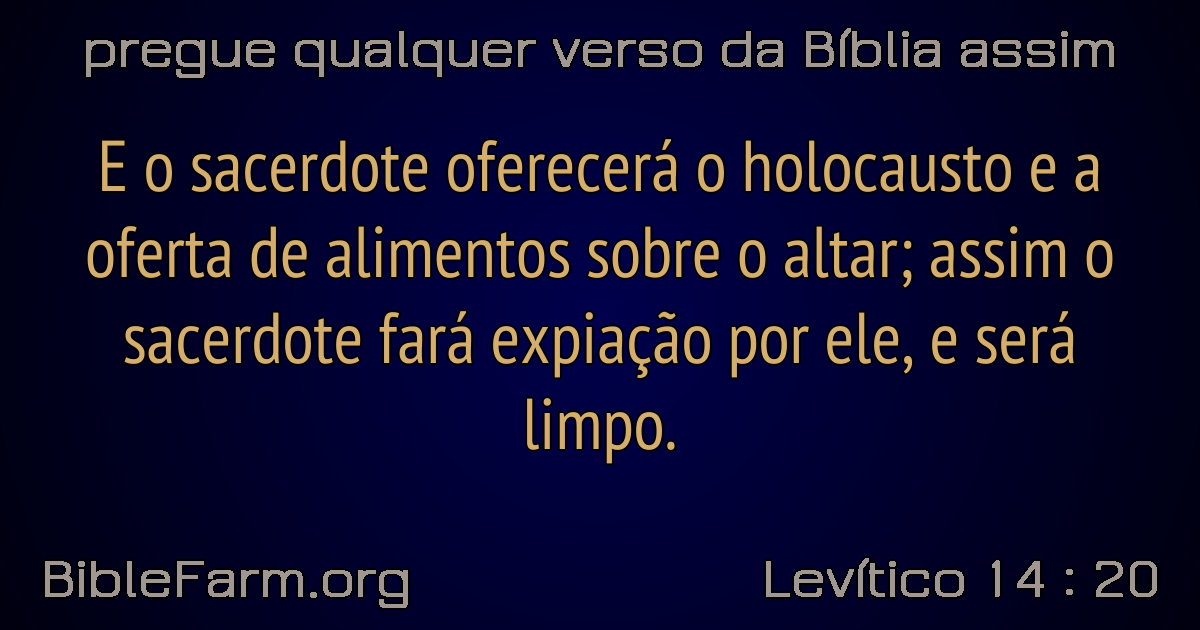 pregue qualquer verso da Bíblia assim
E o sacerdote oferecerá o holocausto e a
oferta de alimentos sobre o altar; assim o
sacerdote fará expiação por ele, e será
limpo.
BibleFarm.org
Levítico 14 : 20